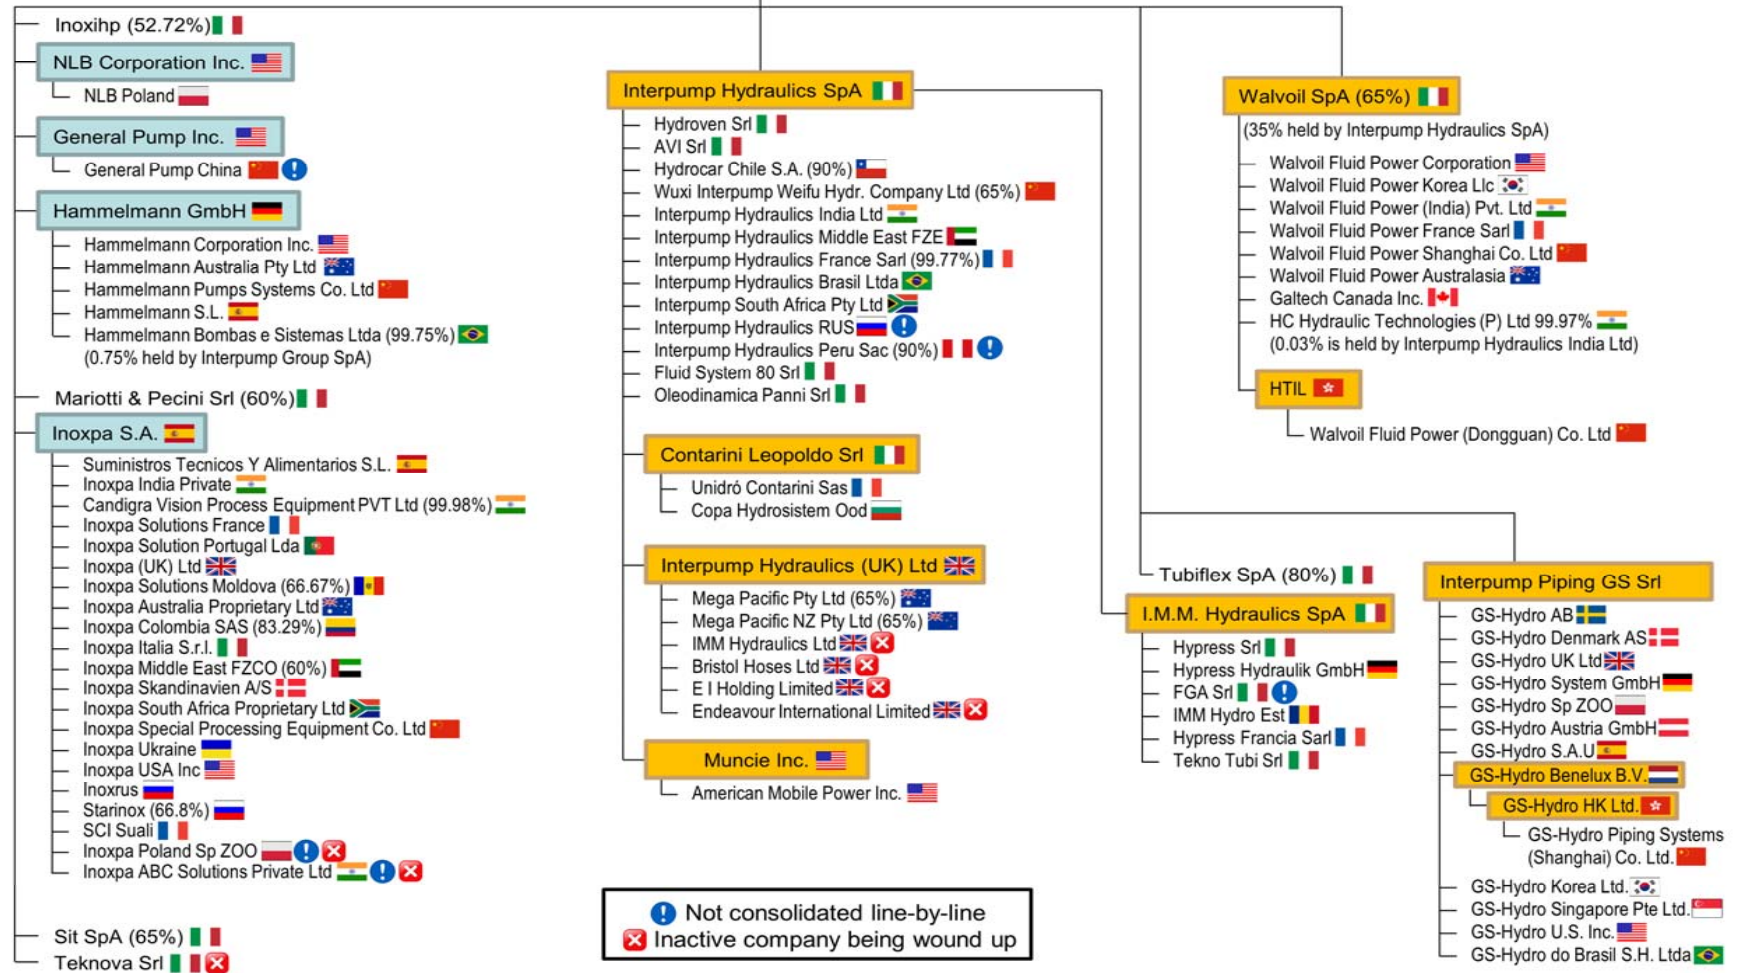 Inoxihp (52.72%)
NLB Corporation Inc.
NLB Poland
General Pump Inc.
General Pump China
Hammelmann GmbH
Hammelmann Corporation Inc.
Hammelmann Australia Pty Ltd
Hammelmann Pumps Systems Co. Ltd
Hammelmann S.L.
Hammelmann Bombas e Sistemas Ltda (99.75%)
(0.75% held by Interpump Group SpA)
Mariotti & Pecini Srl (60%)
Inoxpa S.A.
Suministros Tecnicos Y Alimentarios S.L.
Inoxpa India Private
Candigra Vision Process Equipment PVT Ltd (99.98%)
Inoxpa Solutions France
Inoxpa Solution Portugal Lda
Inoxpa (UK) Ltd
Inoxpa Solutions Moldova (66.67%)
Inoxpa Australia Proprietary Ltd
Inoxpa Colombia SAS (83.29%)
Inoxpa Italia S.r.l.
Inoxpa Middle East FZCO (60%)
Inoxpa Skandinavien A/S
Inoxpa South Africa Proprietary Ltd
Inoxpa Special Processing Equipment Co. Ltd
Inoxpa Ukraine
Inoxpa USA Inc
Inoxrus
Starinox (66.8%)
SCI Suali
Inoxpa Poland Sp ZOO
Inoxpa ABC Solutions Private Ltd
Sit SpA (65%)
Teknova Srl
Interpump Hydraulics SpA
Hydroven Srl
AVI Srl
Hydrocar Chile S.A. (90%)
Wuxi Interpump Weifu Hydr. Company Ltd (65%)
Interpump Hydraulics India Ltd
Interpump Hydraulics Middle East FZE
Interpump Hydraulics France Sarl (99.77%)
Interpump Hydraulics Brasil Ltda
Interpump South Africa Pty Ltd
Interpump Hydraulics RUS
Interpump Hydraulics Peru Sac (90%)
Fluid System 80 Srl
Oleodinamica Panni Srl
Contarini Leopoldo Srl
Unidró Contarini Sas
Copa Hydrosistem Ood
Interpump Hydraulics (UK) Ltd
Mega Pacific Pty Ltd (65%)
Mega Pacific NZ Pty Ltd (65%)
IMM Hydraulics Ltd
Bristol Hoses Ltd
E I Holding Limited
Endeavour International Limited
Muncie Inc.
American Mobile Power Inc.
Not consolidated line-by-line
Inactive company being wound up
Walvoil SpA (65%)
(35% held by Interpump Hydraulics SpA)
Walvoil Fluid Power Corporation
Walvoil Fluid Power Korea Llc
Walvoil Fluid Power (India) Pvt. Ltd
Walvoil Fluid Power France Sarl
Walvoil Fluid Power Shanghai Co. Ltd
Walvoil Fluid Power Australasia
Galtech Canada Inc.
HC Hydraulic Technologies (P) Ltd 99.97%
(0.03% is held by Interpump Hydraulics India Ltd)
HTIL
Walvoil Fluid Power (Dongguan) Co. Ltd
Tubiflex SpA (80%)
I.M.M. Hydraulics SpA
Hypress Srl
Hypress Hydraulik GmbH
FGA Srl
IMM Hydro Est
Hypress Francia Sarl
Tekno Tubi Srl
Interpump Piping GS Srl
GS-Hydro AB
GS-Hydro Denmark AS
GS-Hydro UK Ltd
GS-Hydro System GmbH
GS-Hydro Sp ZOO
GS-Hydro Austria GmbH
GS-Hydro S.A.U
GS-Hydro Benelux B.V.
GS-Hydro HK Ltd.
GS-Hydro Piping Systems
(Shanghai) Co. Ltd.
GS-Hydro Korea Ltd.
GS-Hydro Singapore Pte Ltd.
GS-Hydro U.S. Inc.
GS-Hydro do Brasil S.H. Ltda